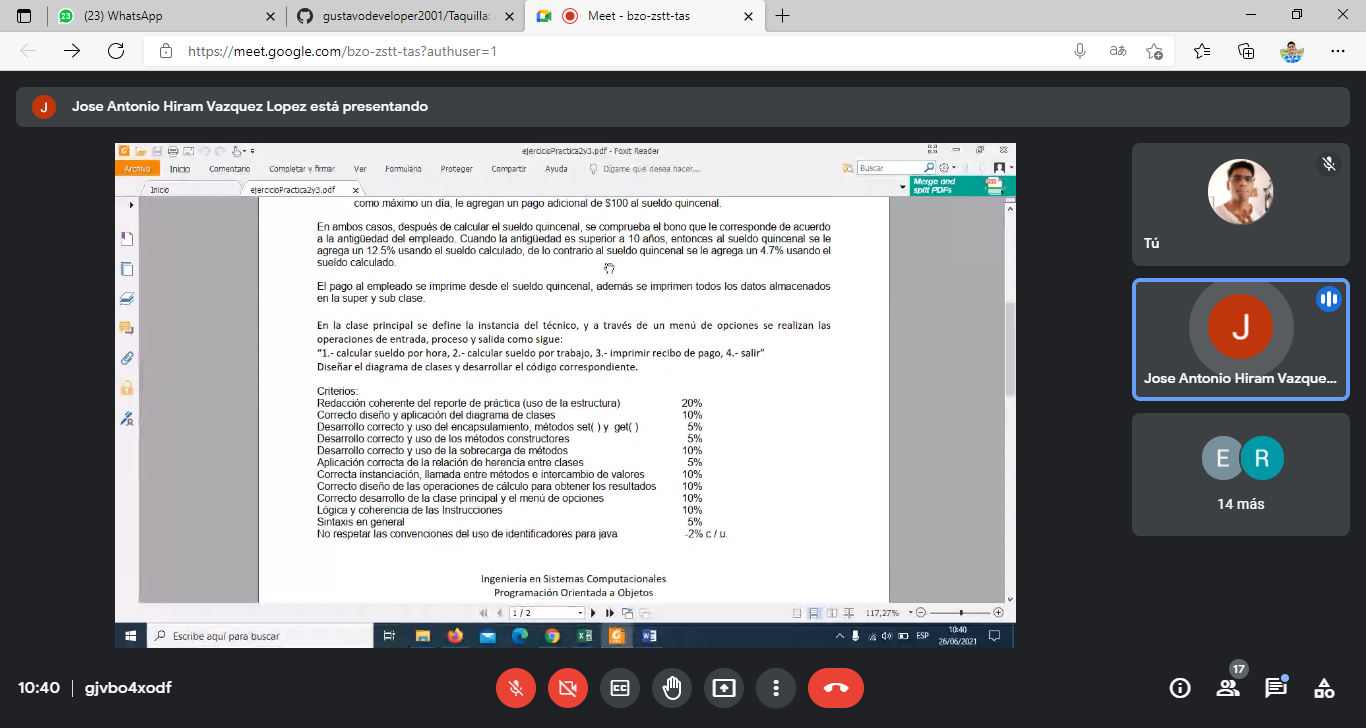 (23) WhatsApp
gustavodeveloper2001/Taquilla:
Meet - bzo-zstt-tas
https://meet.google.com/bzo-zstt-tas?authuser=1
J
Jose Antonio Hiram Vazquez Lopez está presentando
ejercicioPractica2y3.pdf - Foxit Reader
Archivo Inicio Comentario Completar y firmar Ver Formulario Proteger Compartir Ayuda Dígame qué desea hacer.... Buscar
Inicio ejercicioPractica2y3.pdf
Merge and
split PDFs
como máximo un día, le agregan un pago adicional de $100 al sueldo quincenal.
En ambos casos, después de calcular el sueldo quincenal, se comprueba el bono que le corresponde de acuerdo
a la antigüedad del empleado. Cuando la antigüedad es superior a 10 años, entonces al sueldo quincenal se le
agrega un 12.5% usando el sueldo calculado, de lo contrario al sueldo quincenal se le agrega un 4.7% usando el
sueldo calculado.
El pago al empleado se imprime desde el sueldo quincenal, además se imprimen todos los datos almacenados
en la super y sub clase.
En la clase principal se define la instancia del técnico, y a través de un menú de opciones se realizan las
operaciones de entrada, proceso y salida como sigue:
“1.- calcular sueldo por hora, 2.- calcular sueldo por trabajo, 3.- imprimir recibo de pago, 4.- salir”
Diseñar el diagrama de clases y desarrollar el código correspondiente.
Criterios:
Redacción coherente del reporte de práctica (uso de la estructura) 20%
Correcto diseño y aplicación del diagrama de clases 10%
Desarrollo correcto y uso del encapsulamiento, métodos set( ) y get( ) 5%
Desarrollo correcto y uso de los métodos constructores 5%
Desarrollo correcto y uso de la sobrecarga de métodos 10%
Aplicación correcta de la relación de herencia entre clases 5%
Correcta instanciación, llamada entre métodos e intercambio de valores 10%
Correcto diseño de las operaciones de cálculo para obtener los resultados 10%
Correcto desarrollo de la clase principal y el menú de opciones 10%
Lógica y coherencia de las Instrucciones 10%
Sintaxis en general 5%
No respetar las convenciones del uso de identificadores para java. -2% c / u.
Ingeniería en Sistemas Computacionales
Programación Orientada a Objetos
1 / 2
117,27%
Escribe aquí para buscar
ESP
10:40
26/06/2021
Tú
J
Jose Antonio Hiram Vazque...
E R
14 más
10:40 gjvbo4xodf
17